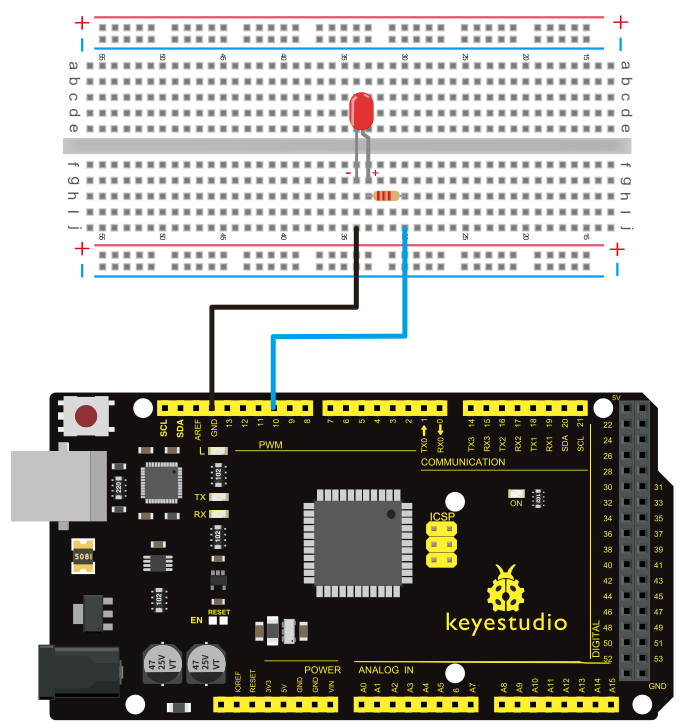 + +
55 50 45 40 35 30 25 20 15
a a
b b
c c
d d
e e
f f
g - + g
h h
I I
j j
55 50 45 40 35 30 25 20 15
+ +
SCL SDA AREF GND 13 12 11 10 9 8 7 6 5 4 3 2 1 0 14 15 16 17 18 19 20 21
TX0 RX0 TX3 RX3 TX2 RX2 TX1 RX1 SDA SCL
5V
22
24
26
28
30 31
32 33
34 35
36 37
38 39
40 41
42 43
44 45
46 47
48 49
50 51
52 53
GND
L PWM
COMMUNICATION
220 102
TX
RX
ON
102
ICSP
102
5081
102
RESET
EN
keyestudio
DIGITAL
47 25V VT
47 25V VT
POWER ANALOG IN
IOREF RESET 3V3 5V GND GND VIN A0 A1 A2 A3 A4 A5 6 A7 A8 A9 A10 A11 A12 A13 A14 A15